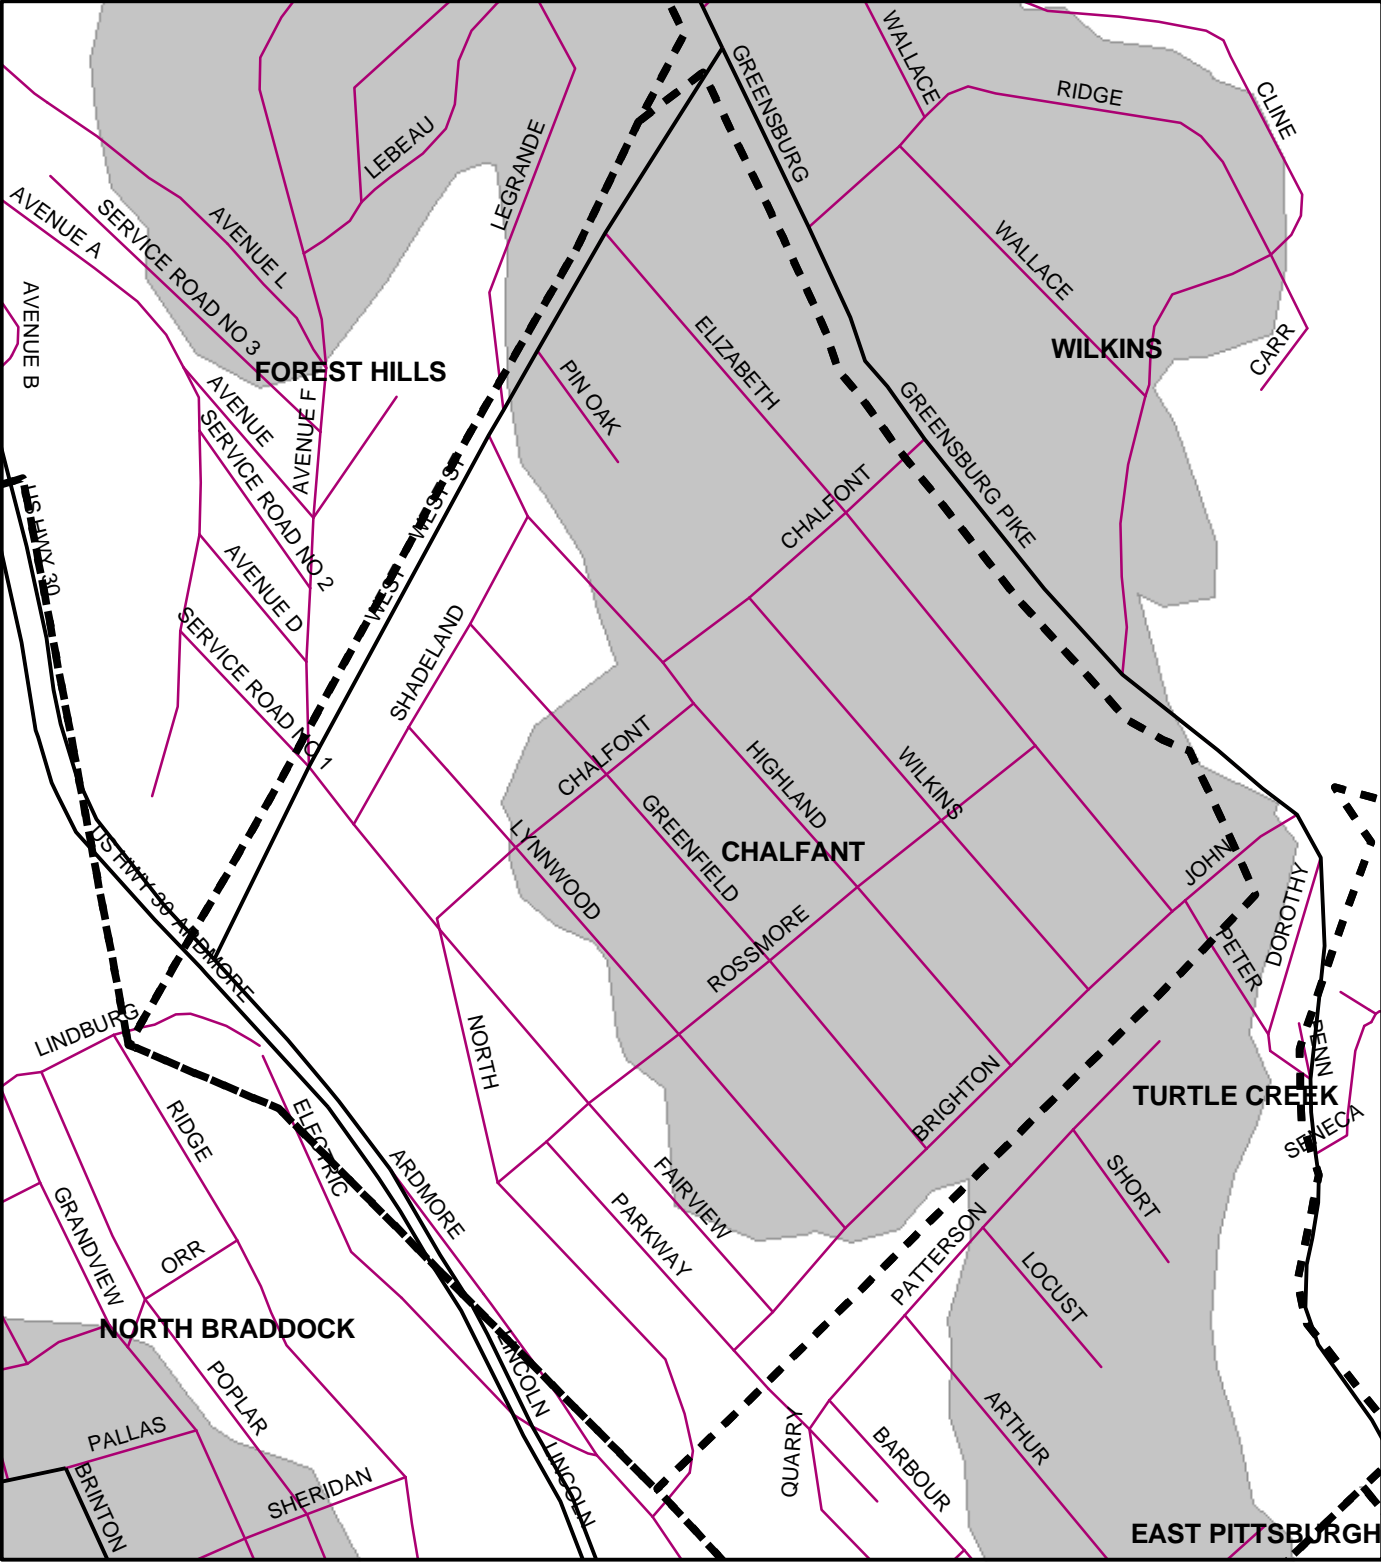 WALLACE
GREENSBURG
RIDGE
CLINE
LEBEAU
LEGRANDE
AVENUE A
SERVICE ROAD NO 3
AVENUE L
WALLACE
AVENUE B
ELIZABETH
WILKINS
CARR
FOREST HILLS
PIN OAK
AVENUE
AVENUE F
SERVICE ROAD NO 2
GREENSBURG PIKE
CHALFONT
WEST ST
WEST
US HWY 30
AVENUE D
SERVICE ROAD NO 1
SHADELAND
CHALFONT
HIGHLAND
WILKINS
GREENFIELD
LYNNWOOD
CHALFANT
JOHN
US HWY 30 ARDMORE
ROSSMORE
PETER
DOROTHY
LINDBURG
NORTH
PENN
BRIGHTON
TURTLE CREEK
SENECA
RIDGE
ELECTRIC
ARDMORE
FAIRVIEW
PARKWAY
SHORT
GRANDVIEW
ORR
PATTERSON
LOCUST
NORTH BRADDOCK
POPLAR
LINCOLN
PALLAS
QUARRY
BARBOUR
ARTHUR
BRINTON
SHERIDAN
LINCOLN
EAST PITTSBURGH